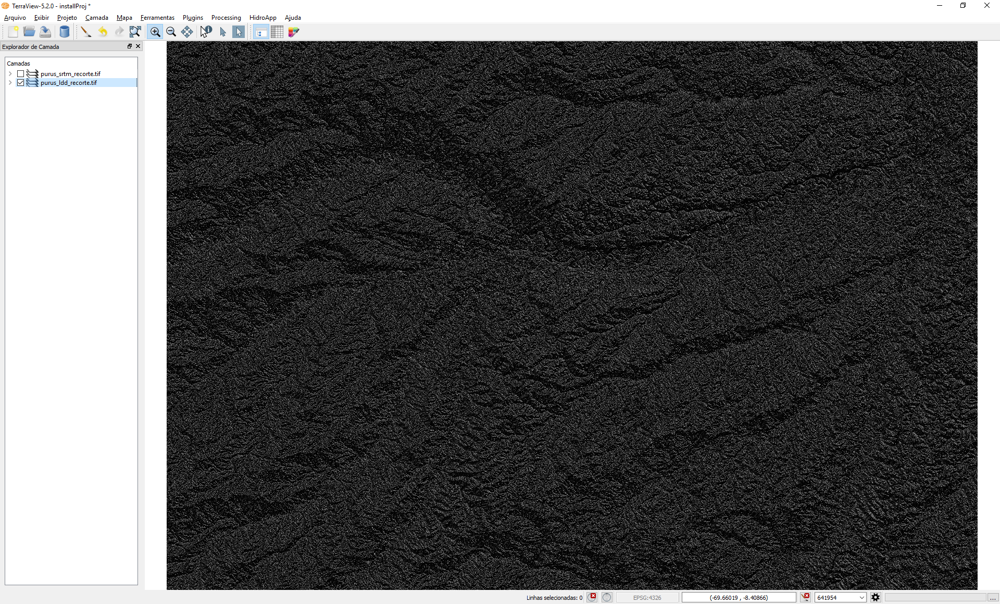 TerraView-5.2.0 - installProj *
Arquivo Exibir Projeto Camada Mapa Ferramentas Plugins Processing HidroApp Ajuda
Explorador de Camada
Camadas
purus_srtm_recorte.tif
purus_ldd_recorte.tif
Linhas selecionadas: 0 EPSG:4326 (-69.66019 , -8.40866) 641954 ...